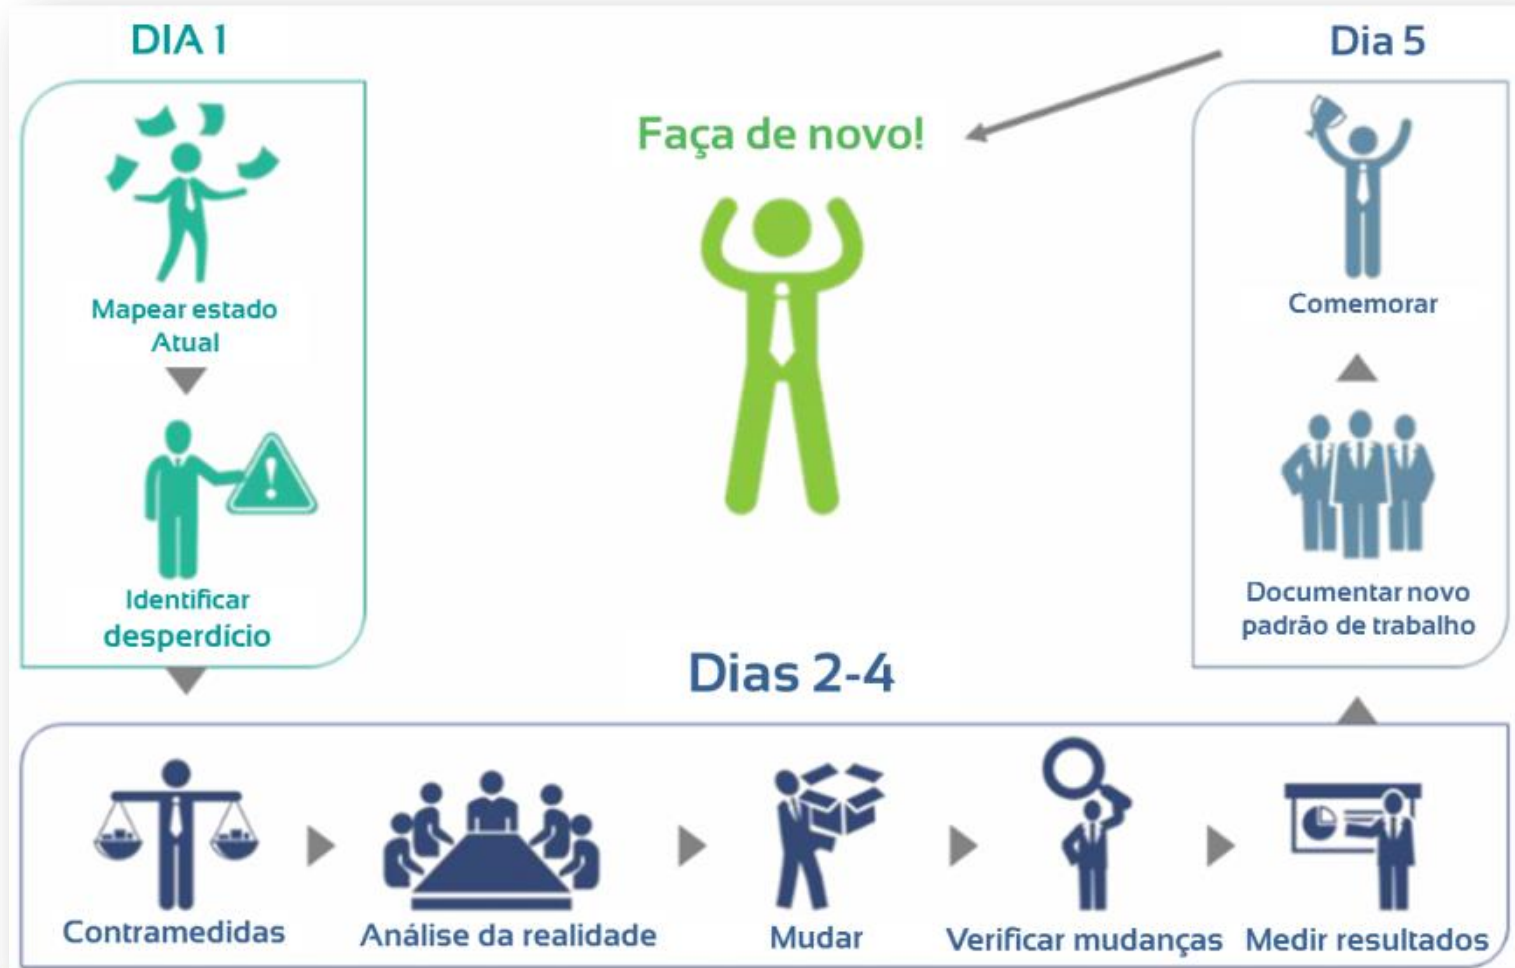 DIA 1
Mapear estado
Atual
Identificar
desperdício
Dias 2-4
Contramedidas
Análise da realidade
Mudar
Verificar mudanças
Medir resultados
Dia 5
Comemorar
Documentar novo
padrão de trabalho
Faça de novo!